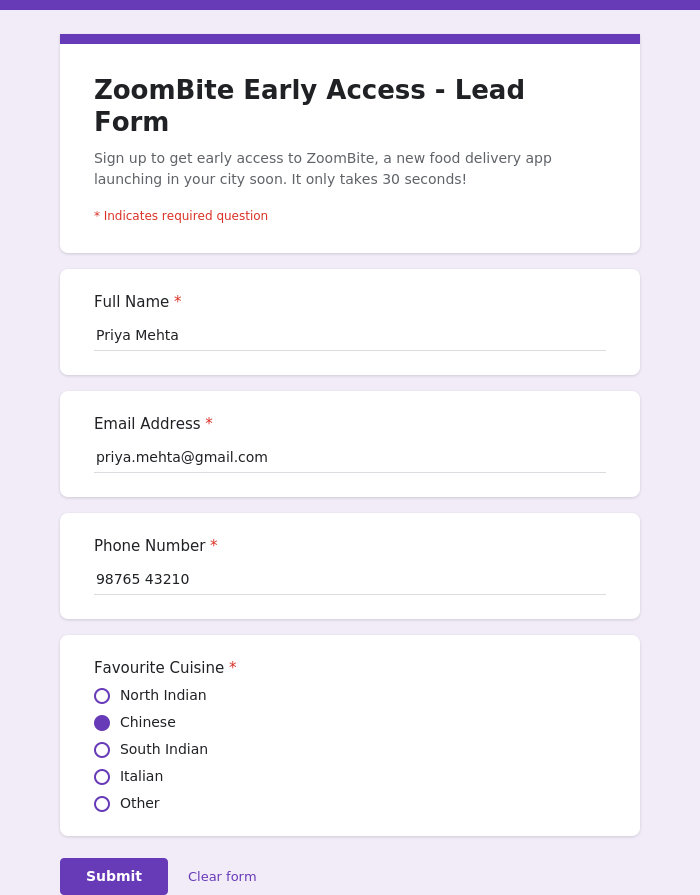 ZoomBite Early Access - Lead
Form
Sign up to get early access to ZoomBite, a new food delivery app
launching in your city soon. It only takes 30 seconds!
* Indicates required question
Full Name *
Priya Mehta
Email Address *
priya.mehta@gmail.com
Phone Number *
98765 43210
Favourite Cuisine *
North Indian
Chinese
South Indian
Italian
Other
Submit Clear form